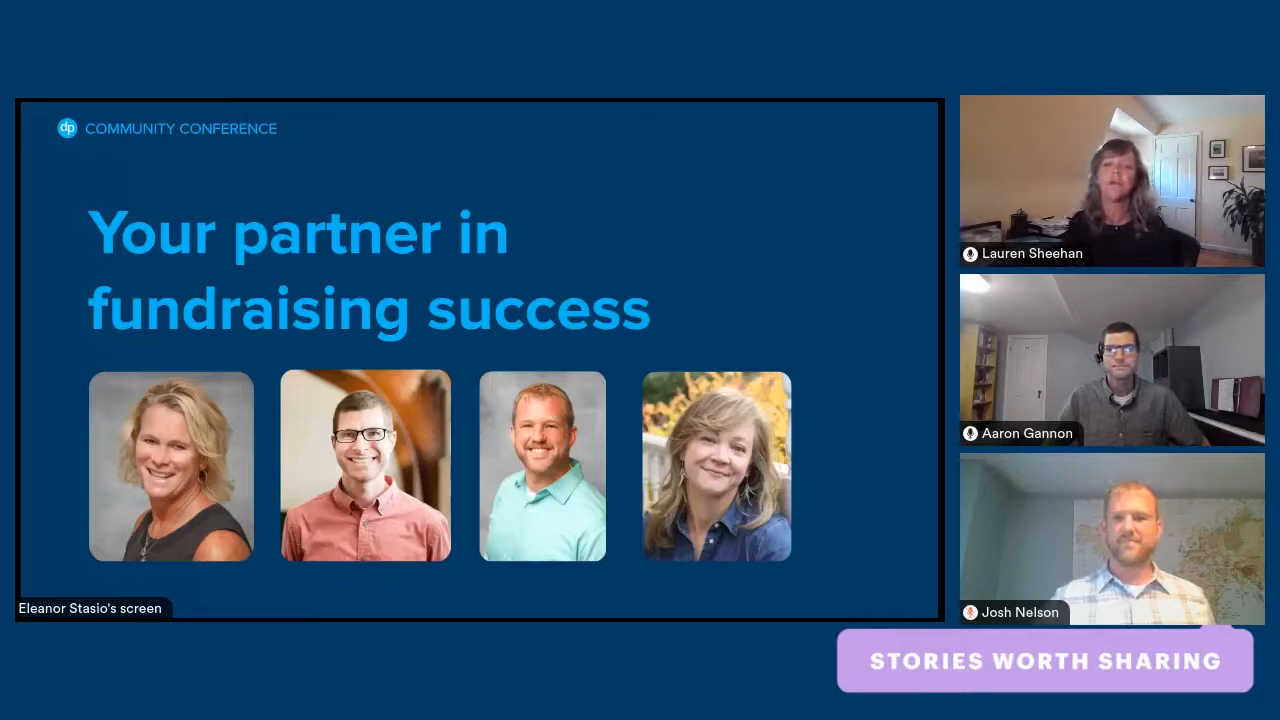 dp COMMUNITY CONFERENCE
Your partner in
fundraising success
Eleanor Stasio's screen
Lauren Sheehan
Aaron Gannon
Josh Nelson
STORIES WORTH SHARING